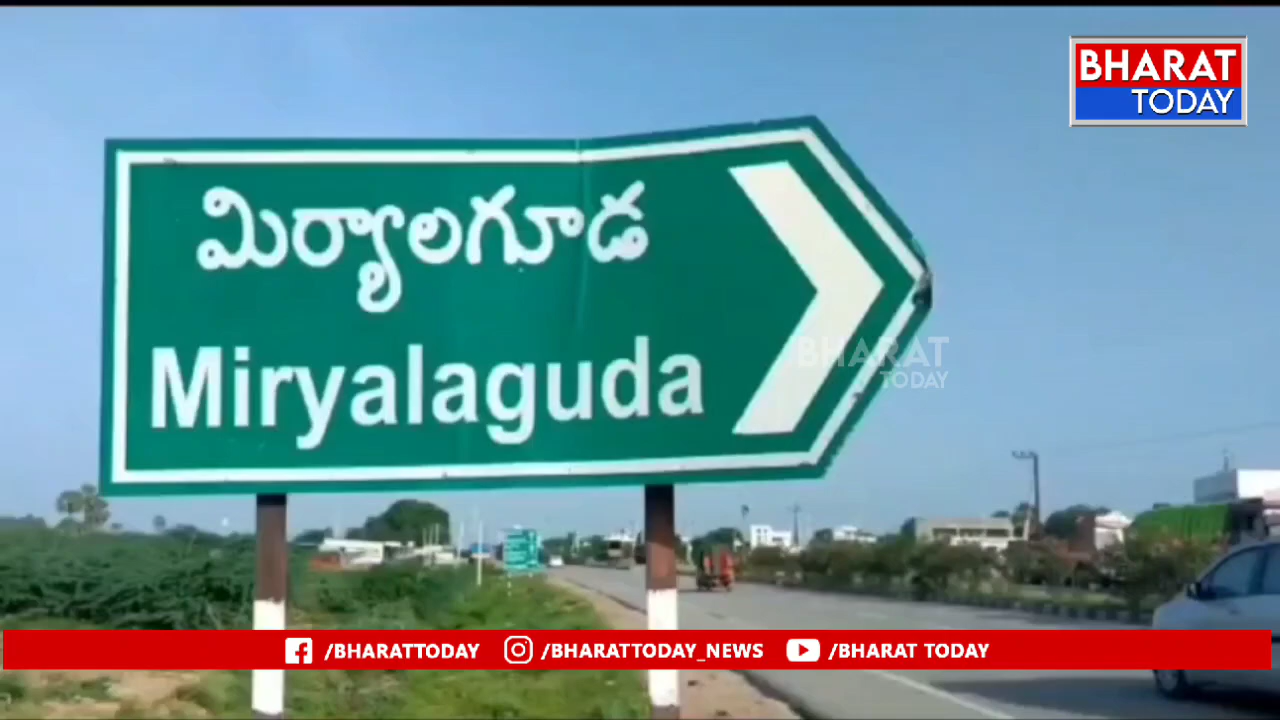 BHARAT
TODAY
మిర్యాలగూడ
Miryalaguda
BHARAT
TODAY
/BHARATTODAY /BHARATTODAY_NEWS /BHARAT TODAY